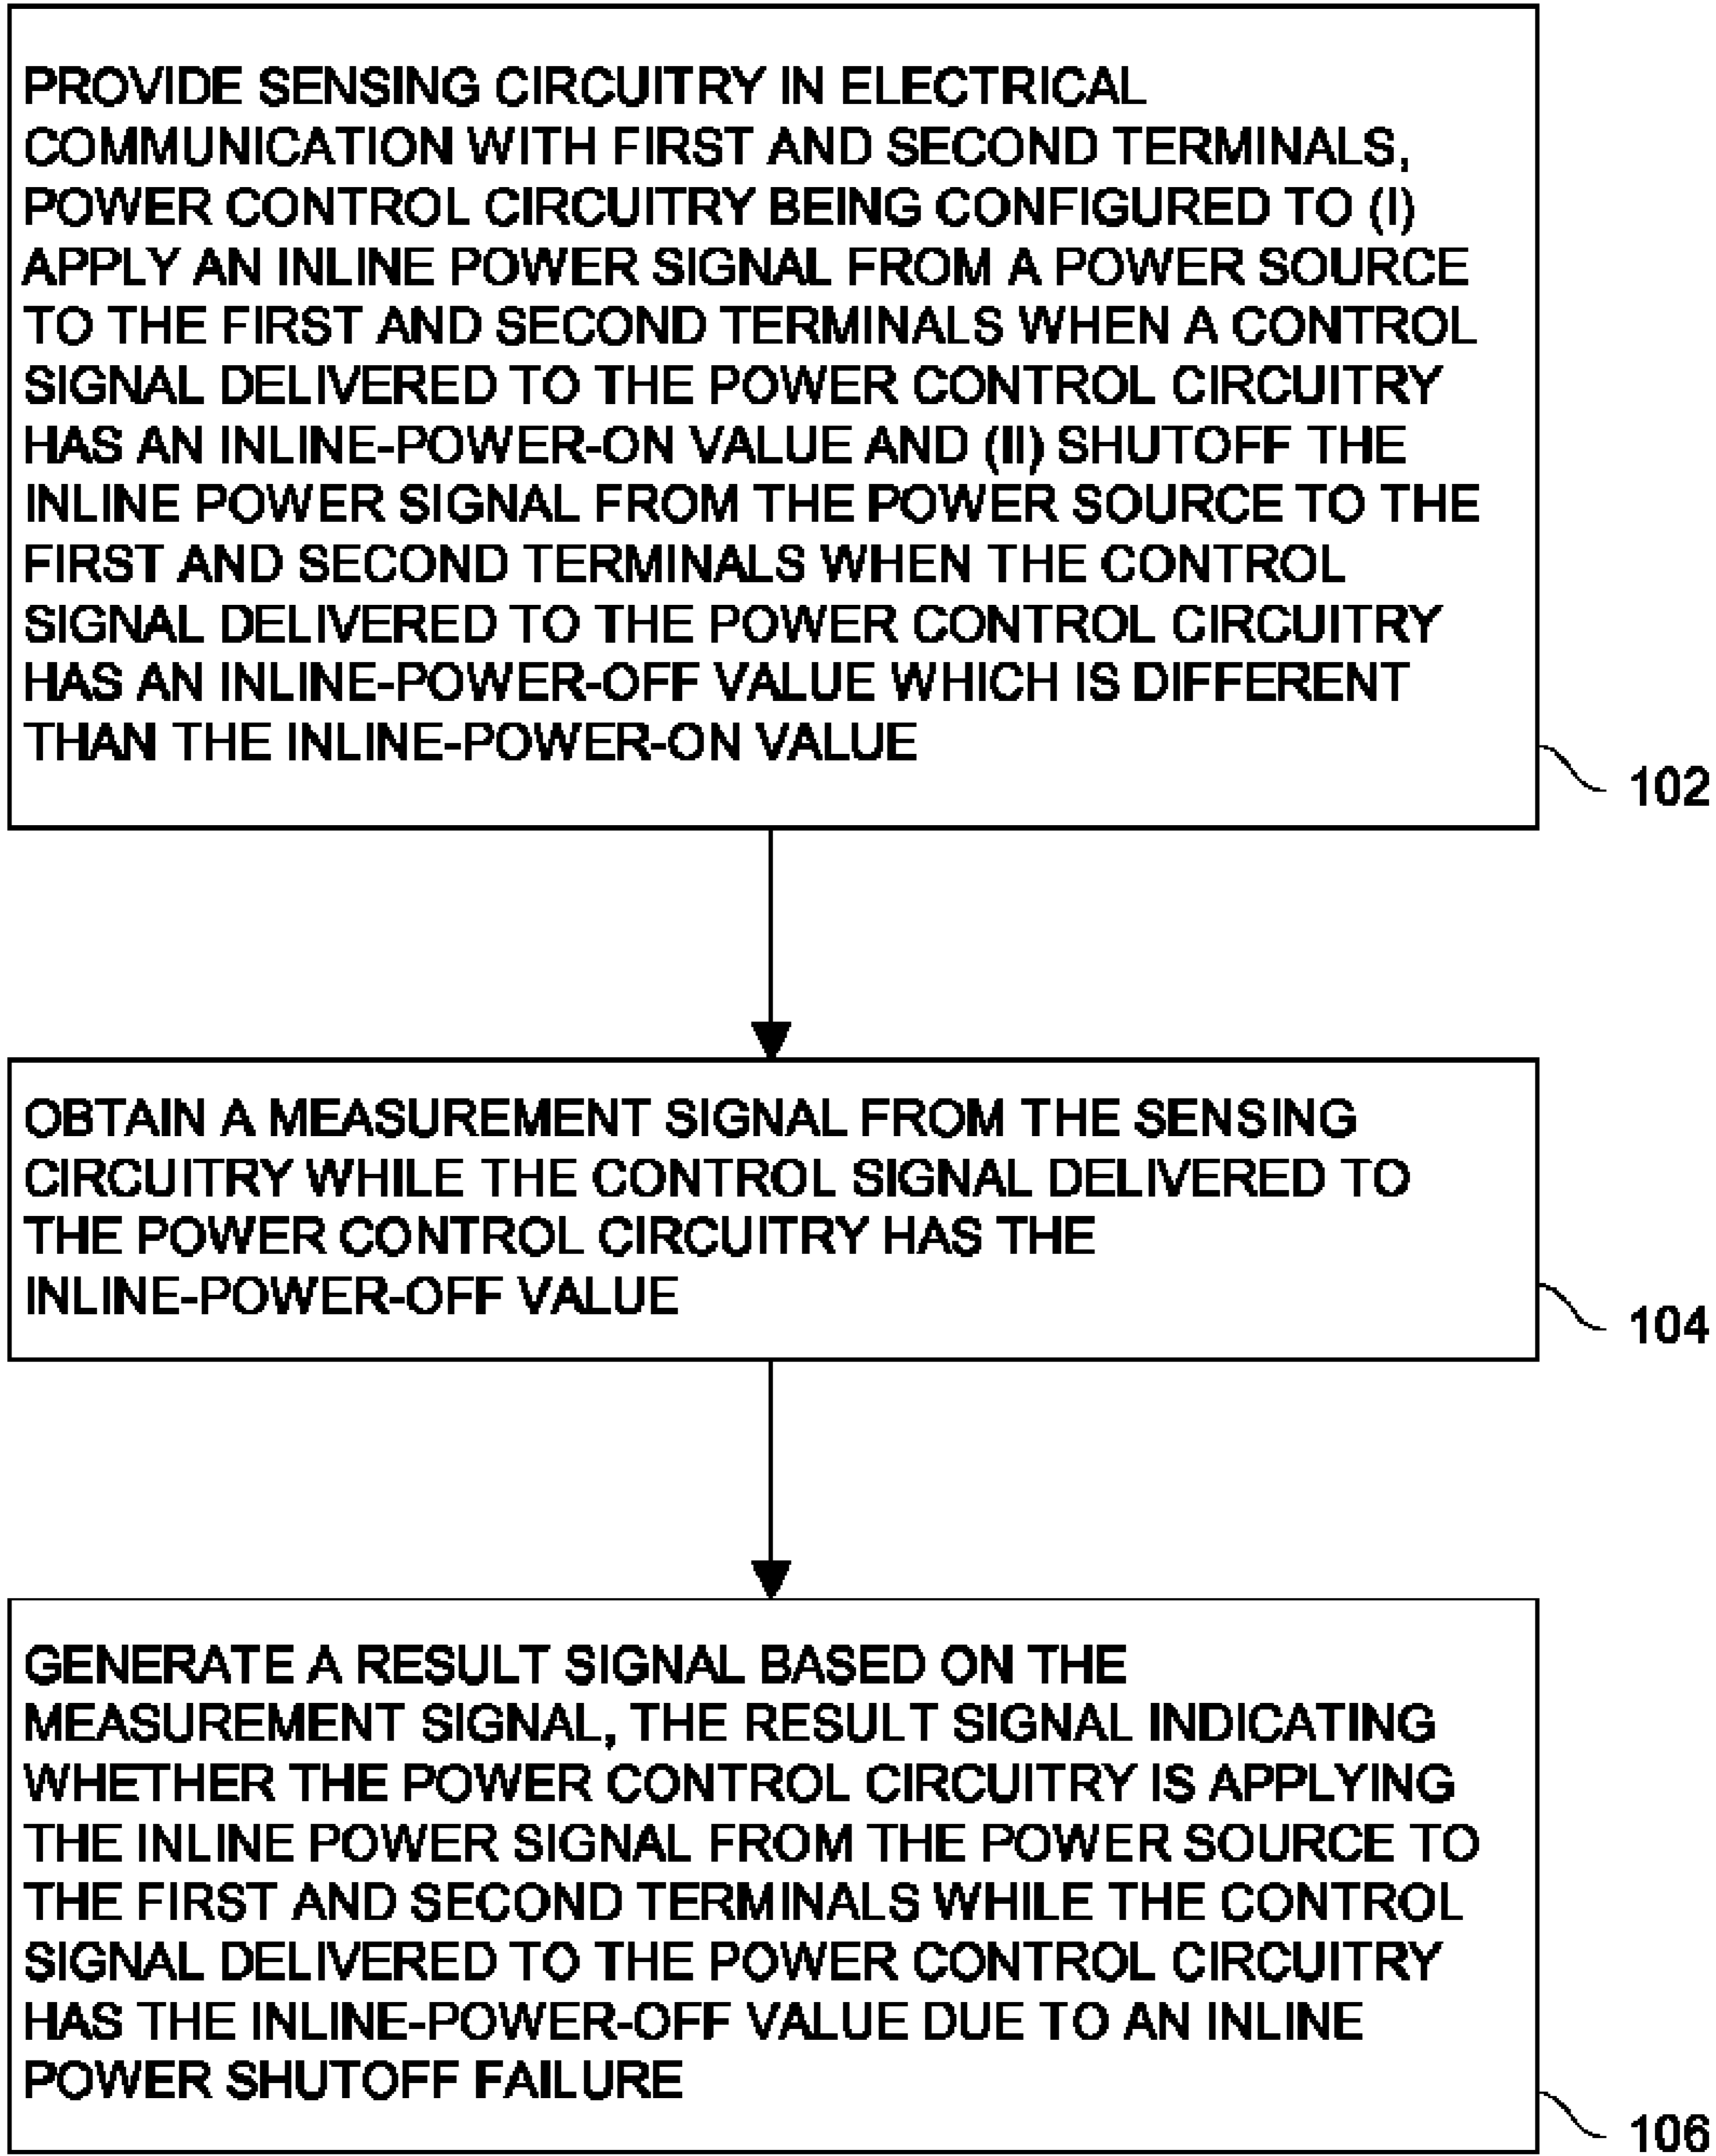 PROVIDE SENSING CIRCUITRY IN ELECTRICAL
COMMUNICATION WITH FIRST AND SECOND TERMINALS,
POWER CONTROL CIRCUITRY BEING CONFIGURED TO (I)
APPLY AN INLINE POWER SIGNAL FROM A POWER SOURCE
TO THE FIRST AND SECOND TERMINALS WHEN A CONTROL
SIGNAL DELIVERED TO THE POWER CONTROL CIRCUITRY
HAS AN INLINE-POWER-ON VALUE AND (II) SHUTOFF THE
INLINE POWER SIGNAL FROM THE POWER SOURCE TO THE
FIRST AND SECOND TERMINALS WHEN THE CONTROL
SIGNAL DELIVERED TO THE POWER CONTROL CIRCUITRY
HAS AN INLINE-POWER-OFF VALUE WHICH IS DIFFERENT
THAN THE INLINE-POWER-ON VALUE
102
OBTAIN A MEASUREMENT SIGNAL FROM THE SENSING
CIRCUITRY WHILE THE CONTROL SIGNAL DELIVERED TO
THE POWER CONTROL CIRCUITRY HAS THE
INLINE-POWER-OFF VALUE
104
GENERATE A RESULT SIGNAL BASED ON THE
MEASUREMENT SIGNAL, THE RESULT SIGNAL INDICATING
WHETHER THE POWER CONTROL CIRCUITRY IS APPLYING
THE INLINE POWER SIGNAL FROM THE POWER SOURCE TO
THE FIRST AND SECOND TERMINALS WHILE THE CONTROL
SIGNAL DELIVERED TO THE POWER CONTROL CIRCUITRY
HAS THE INLINE-POWER-OFF VALUE DUE TO AN INLINE
POWER SHUTOFF FAILURE
106